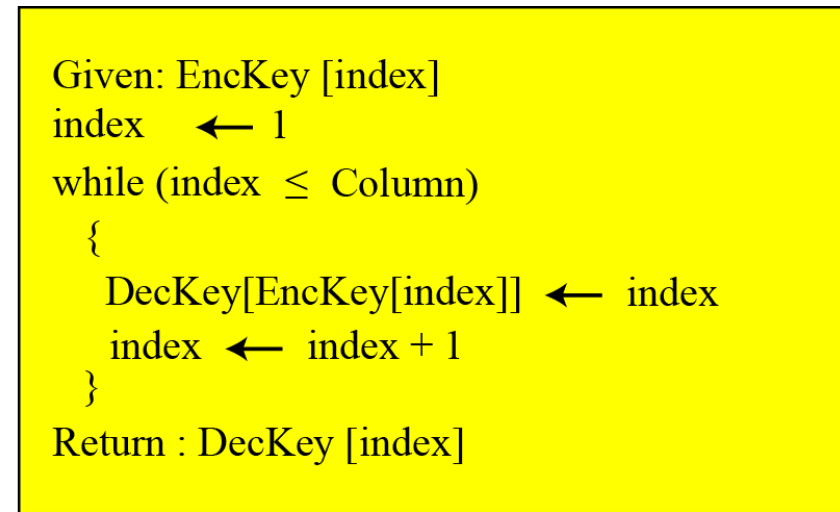 Given: EncKey [index]
index ← 1
while (index ≤ Column)
{
DecKey[EncKey[index]] ← index
index ← index + 1
}
Return : DecKey [index]